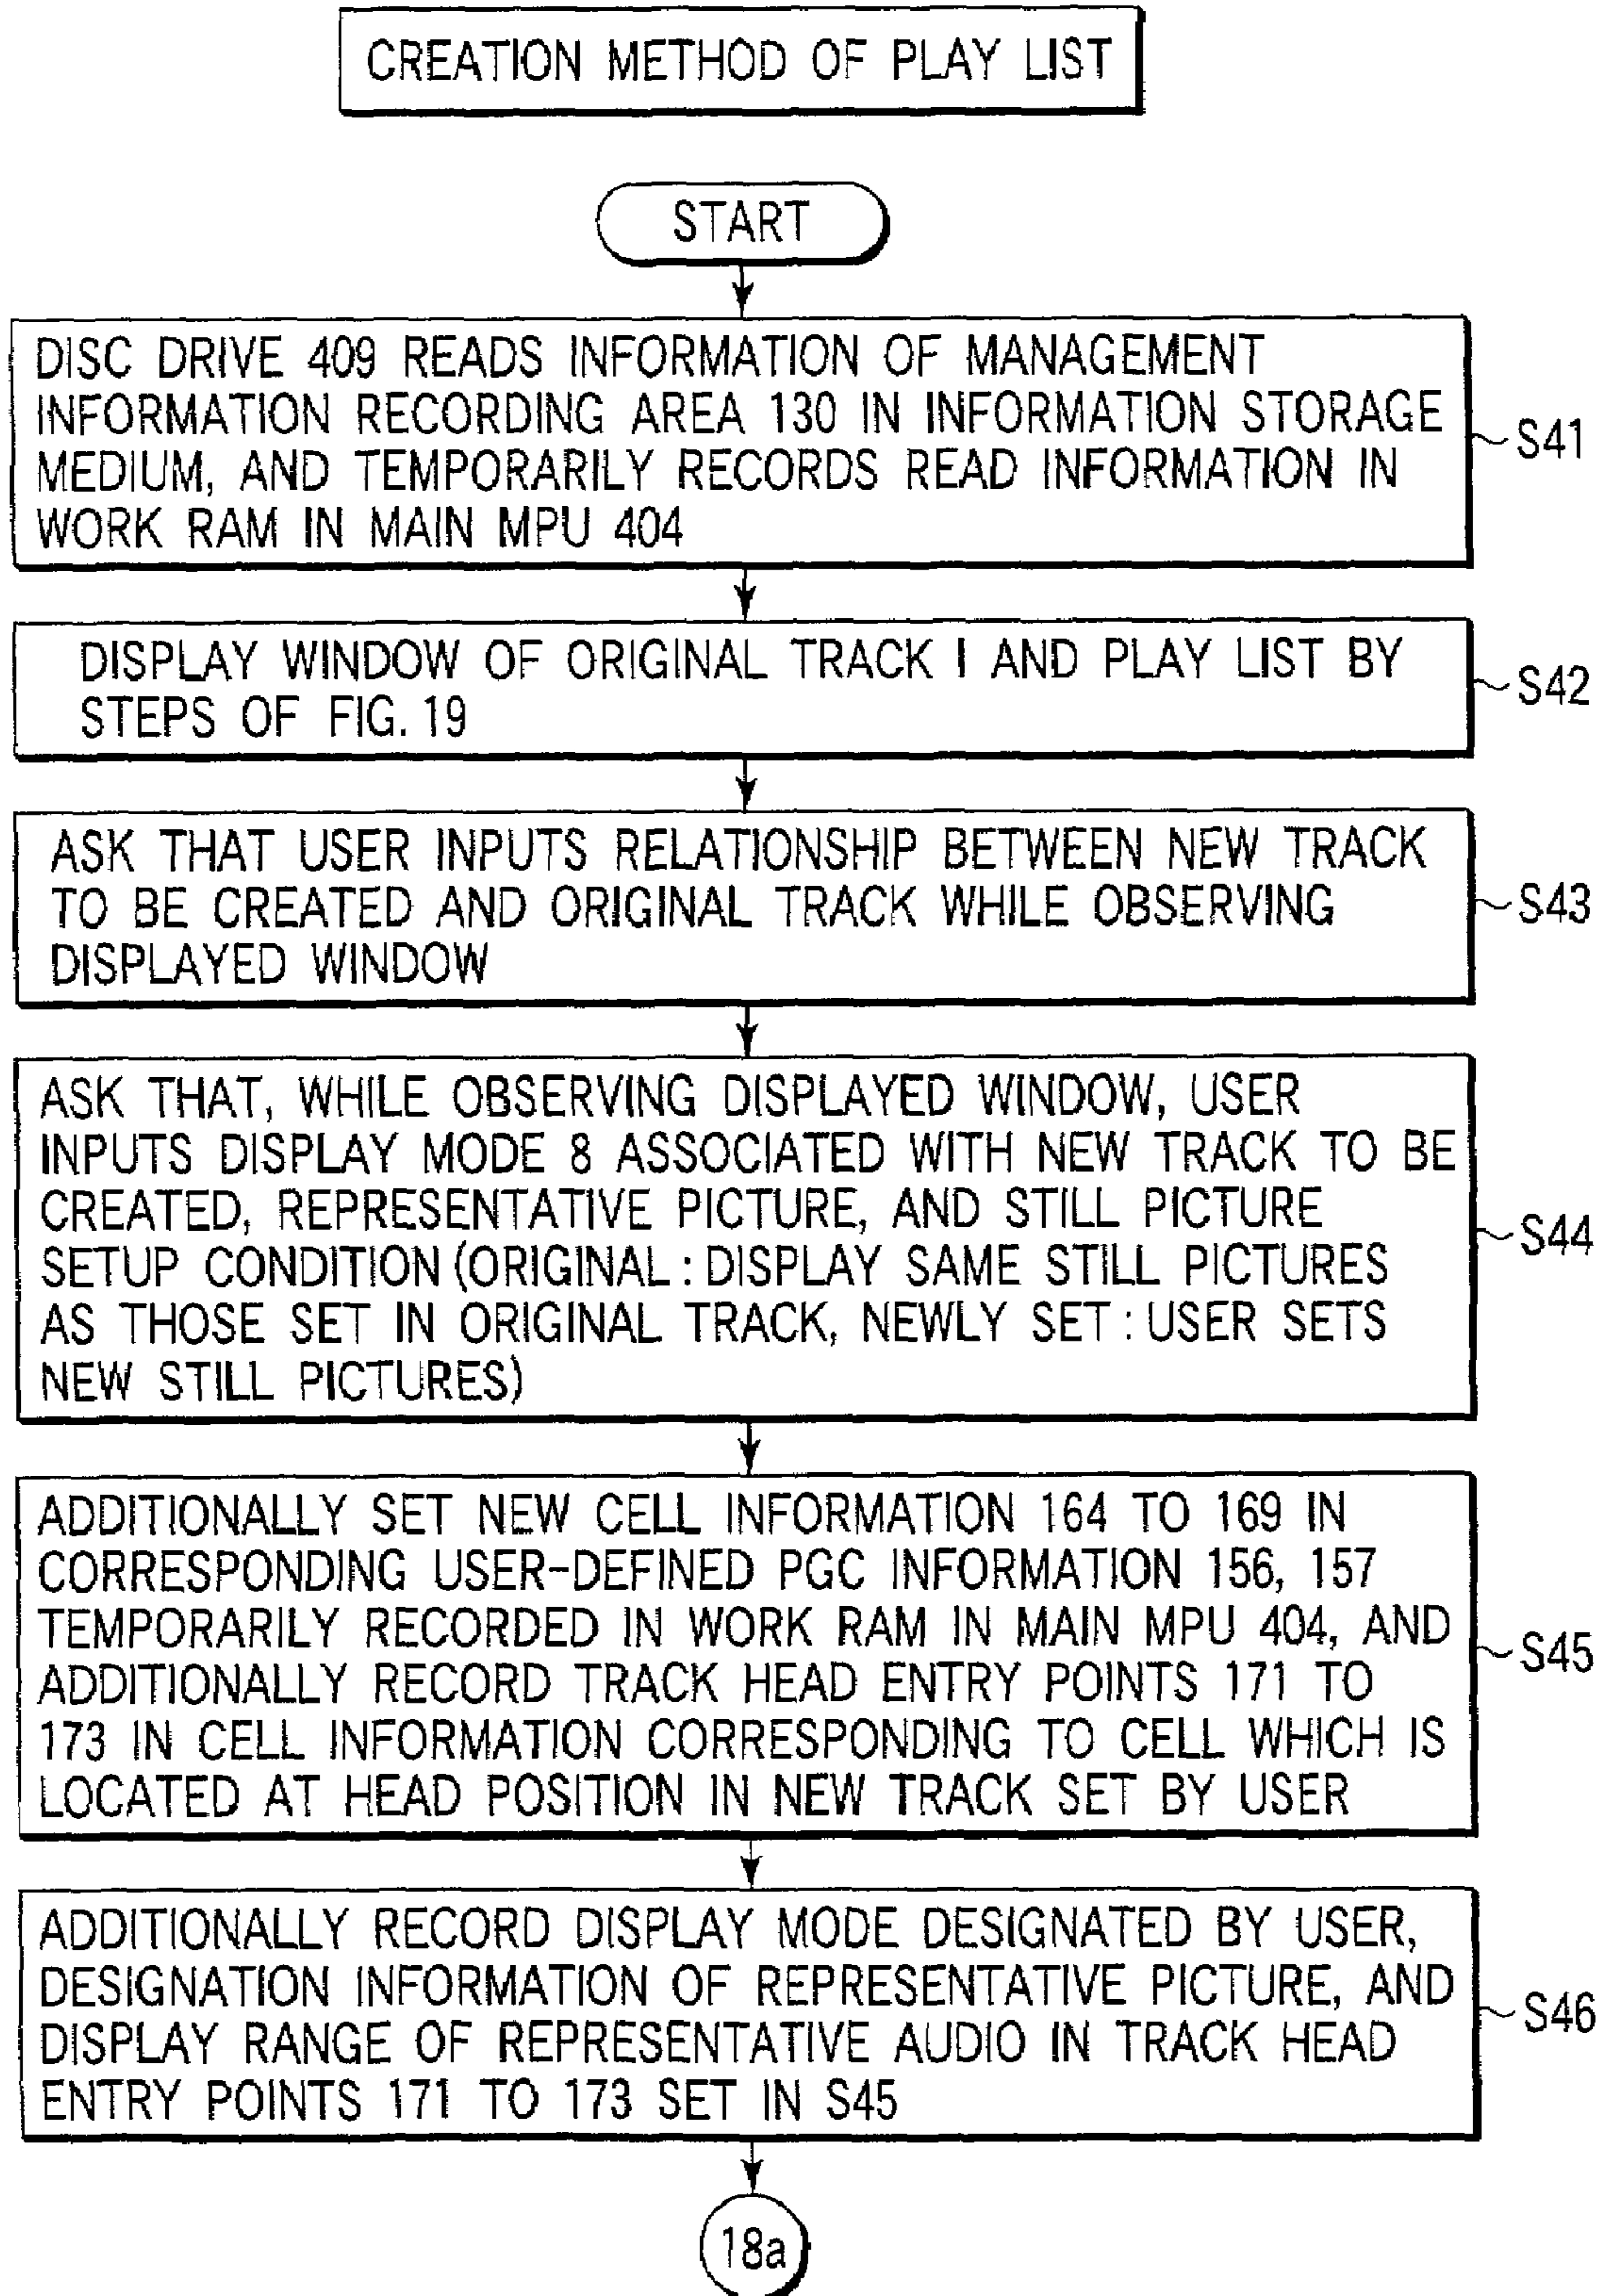 CREATION METHOD OF PLAY LIST
START
DISC DRIVE 409 READS INFORMATION OF MANAGEMENT
INFORMATION RECORDING AREA 130 IN INFORMATION STORAGE
MEDIUM, AND TEMPORARILY RECORDS READ INFORMATION IN
WORK RAM IN MAIN MPU 404
S41
DISPLAY WINDOW OF ORIGINAL TRACK I AND PLAY LIST BY
STEPS OF FIG. 19
S42
ASK THAT USER INPUTS RELATIONSHIP BETWEEN NEW TRACK
TO BE CREATED AND ORIGINAL TRACK WHILE OBSERVING
DISPLAYED WINDOW
S43
ASK THAT, WHILE OBSERVING DISPLAYED WINDOW, USER
INPUTS DISPLAY MODE 8 ASSOCIATED WITH NEW TRACK TO BE
CREATED, REPRESENTATIVE PICTURE, AND STILL PICTURE
SETUP CONDITION (ORIGINAL : DISPLAY SAME STILL PICTURES
AS THOSE SET IN ORIGINAL TRACK, NEWLY SET : USER SETS
NEW STILL PICTURES)
S44
ADDITIONALLY SET NEW CELL INFORMATION 164 TO 169 IN
CORRESPONDING USER-DEFINED PGC INFORMATION 156, 157
TEMPORARILY RECORDED IN WORK RAM IN MAIN MPU 404, AND
ADDITIONALLY RECORD TRACK HEAD ENTRY POINTS 171 TO
173 IN CELL INFORMATION CORRESPONDING TO CELL WHICH IS
LOCATED AT HEAD POSITION IN NEW TRACK SET BY USER
S45
ADDITIONALLY RECORD DISPLAY MODE DESIGNATED BY USER,
DESIGNATION INFORMATION OF REPRESENTATIVE PICTURE, AND
DISPLAY RANGE OF REPRESENTATIVE AUDIO IN TRACK HEAD
ENTRY POINTS 171 TO 173 SET IN S45
S46
18a